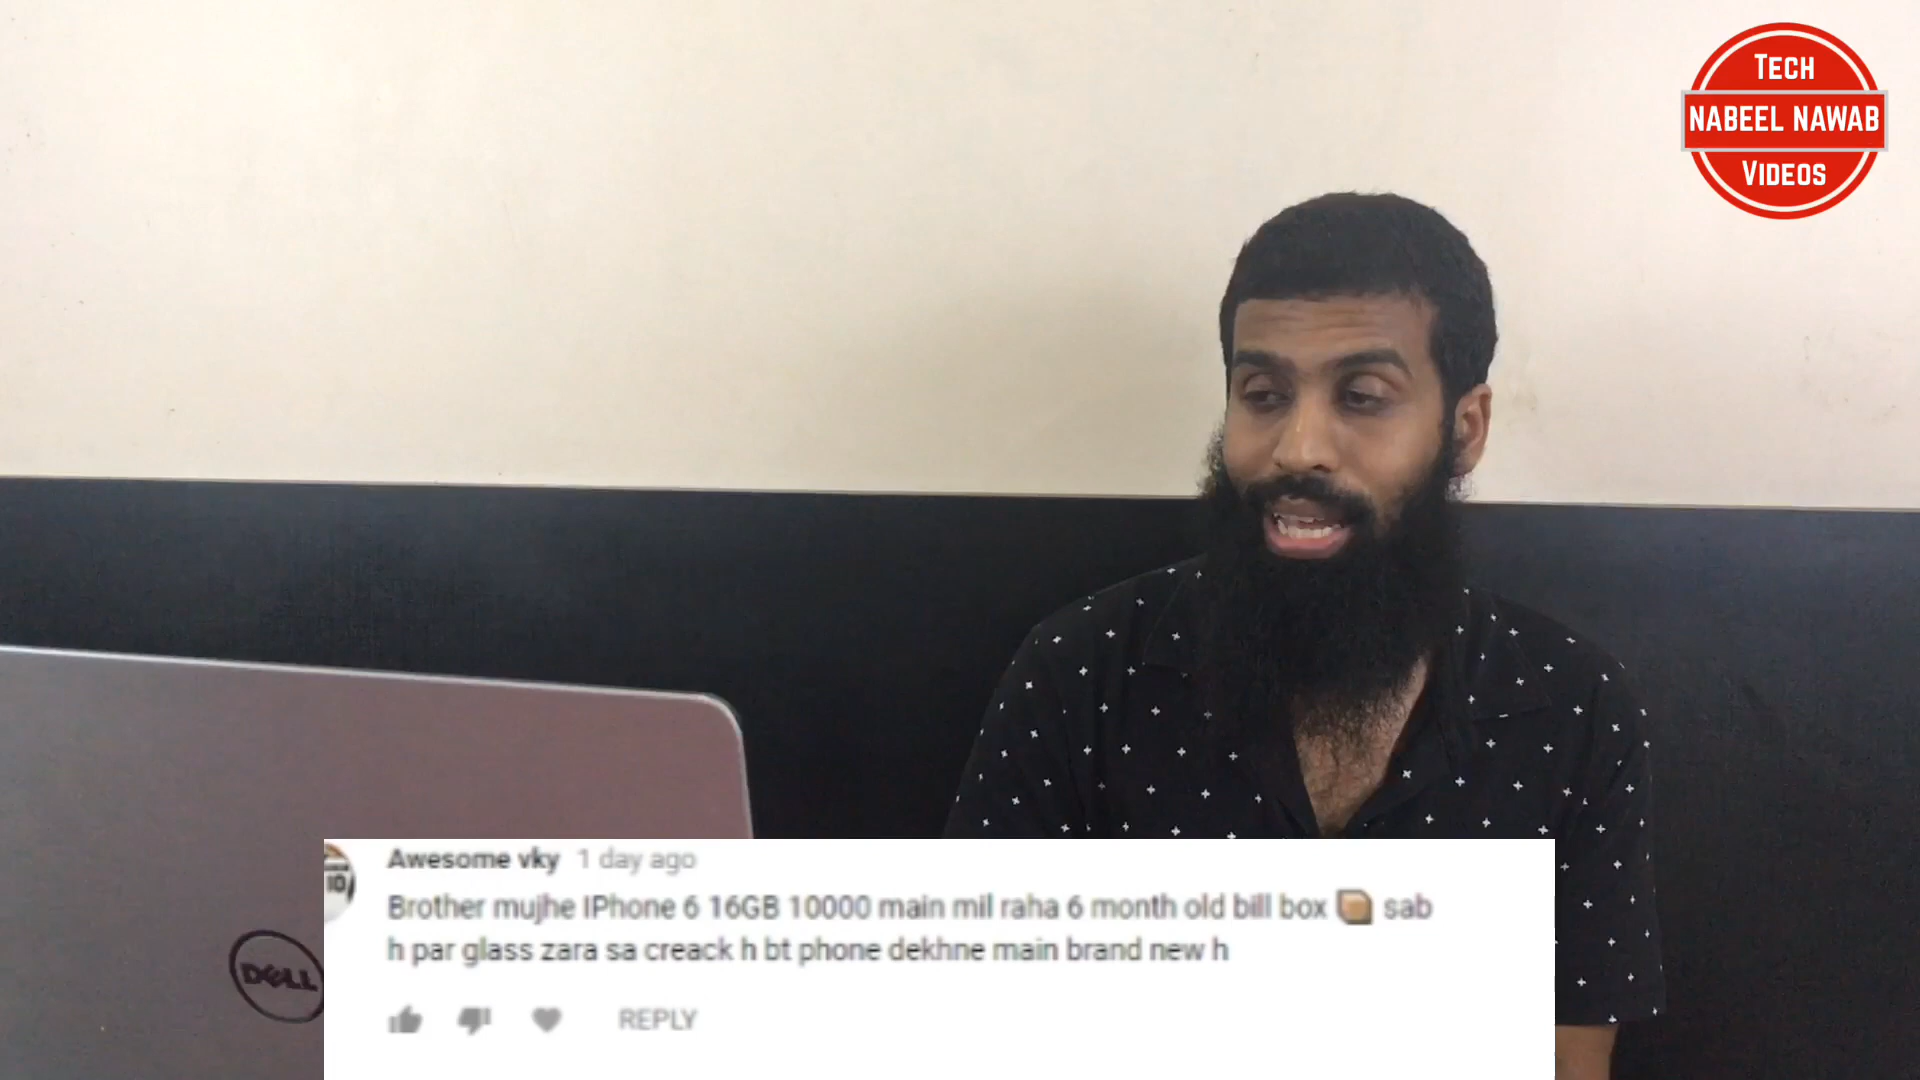 TECH
NABEEL NAWAB
VIDEOS
Awesome vky 1 day ago
Brother mujhe IPhone 6 16GB 10000 main mil raha 6 month old bill box sab
h par glass zara sa creack h bt phone dekhne main brand new h
REPLY
DELL
10